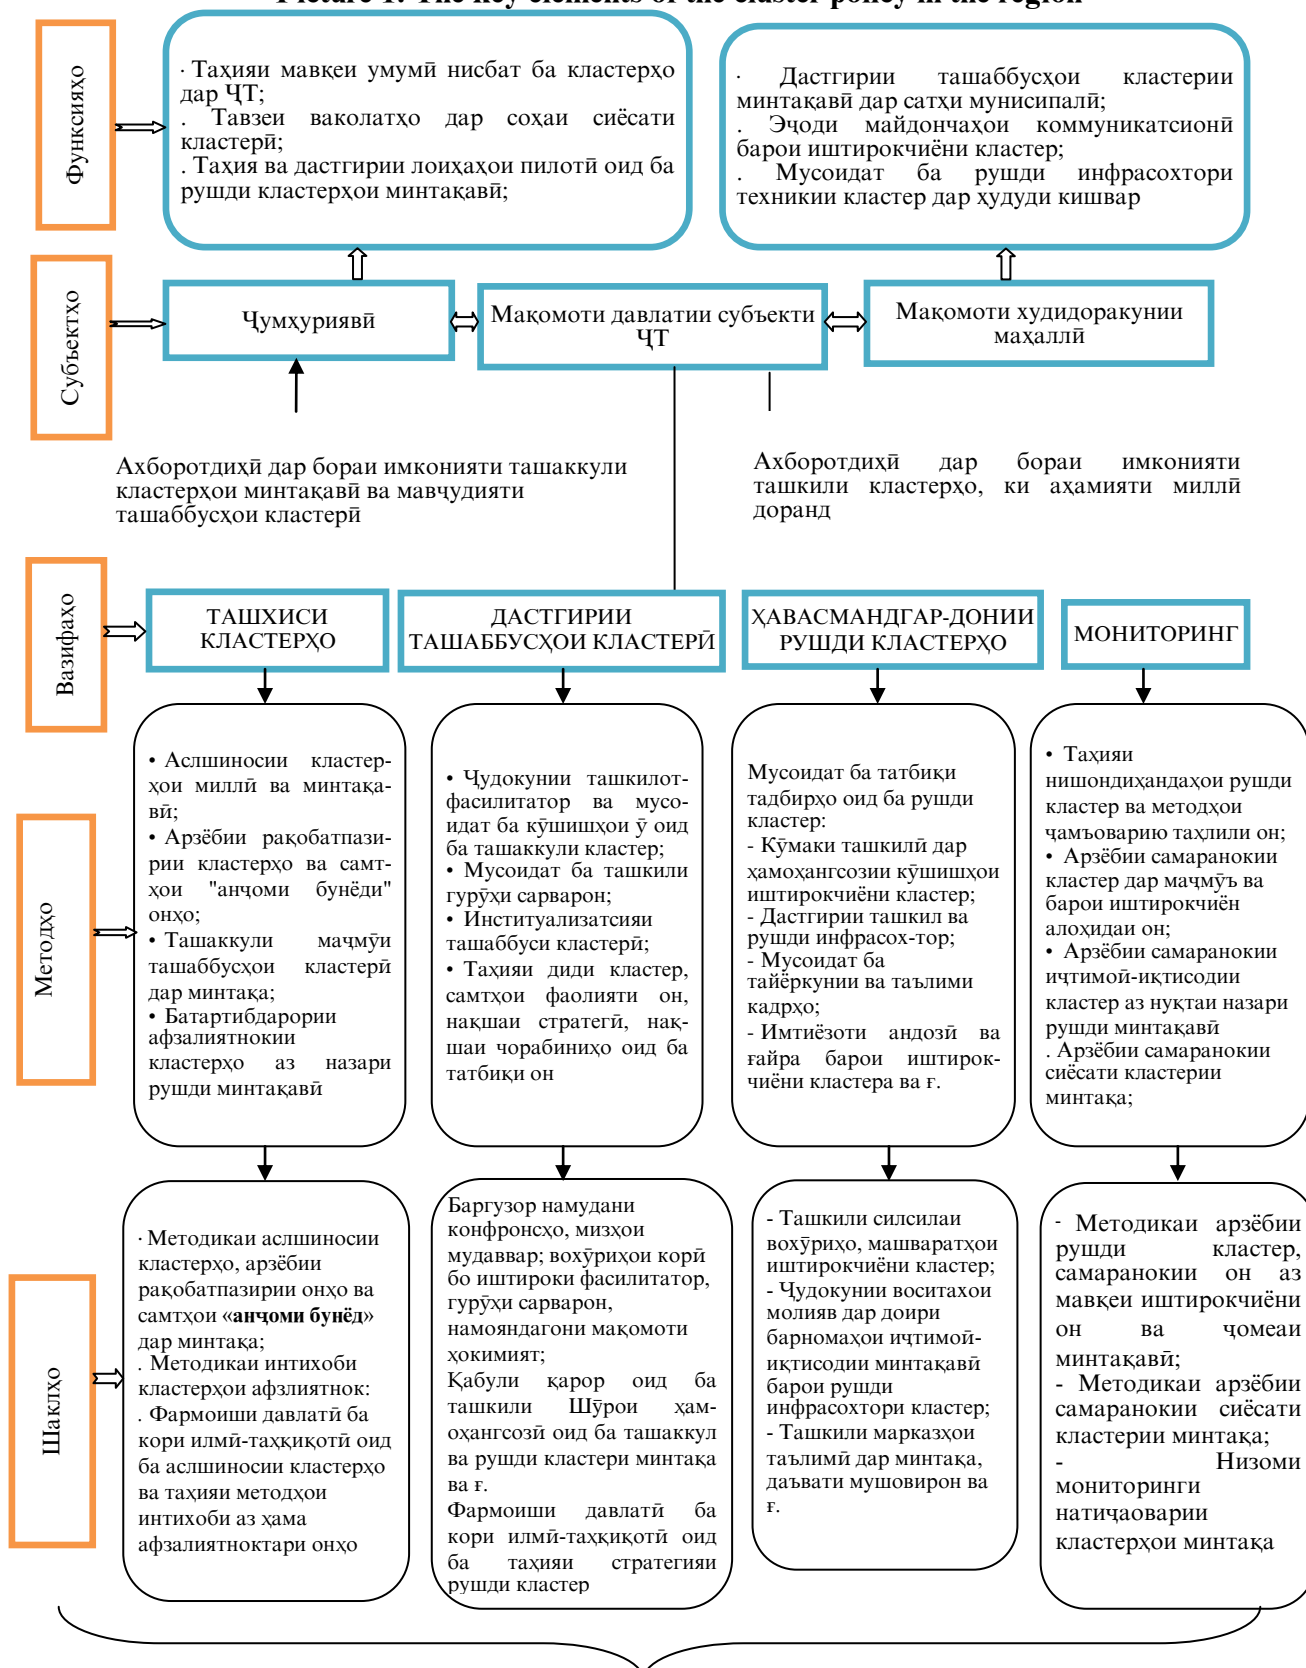 Picture 1. The key elements of the cluster policy in the region
Функсияҳо
· Таҳияи мавқеи умумӣ нисбат ба кластерҳо
дар ҶТ;
. Тавзеи ваколатҳо дар соҳаи сиёсати
кластерӣ;
. Таҳия ва дастгирии лоиҳаҳои пилотӣ оид ба
рушди кластерҳои минтақавӣ;
· Дастгирии ташаббусҳои кластерии
минтақавӣ дар сатҳи мунисипалӣ;
. Эҷоди майдончаҳои коммуникатсионӣ
барои иштирокчиёни кластер;
. Мусоидат ба рушди инфрасохтори
техникии кластер дар ҳудуди кишвар
Субъектҳо
Ҷумҳуриявӣ
Мақомоти давлатии субъекти
ҶТ
Мақомоти худидоракунии
маҳаллӣ
Ахборотдиҳӣ дар бораи имконияти ташаккули
кластерҳои минтақавӣ ва мавҷудияти
ташаббусҳои кластерӣ
Ахборотдиҳӣ дар бораи имконияти
ташкили кластерҳо, ки аҳамияти миллӣ
доранд
Вазифаҳо
ТАШХИСИ
КЛАСТЕРҲО
ДАСТГИРИИ
ТАШАББУСҲОИ КЛАСТЕРӢ
ҲАВАСМАНДГАР-ДОНИИ
РУШДИ КЛАСТЕРҲО
МОНИТОРИНГ
Методҳо
• Аслшиносии кластер-
ҳои миллӣ ва минтақа-
вӣ;
• Арзёбии рақобатпази-
рии кластерҳо ва самт-
ҳои "анҷоми бунёди"
онҳо;
• Ташаккули маҷмӯи
ташаббусҳои кластерӣ
дар минтақа;
• Батартибдарории
афзалиятнокии
кластерҳо аз назари
рушди минтақавӣ
• Ҷудокунии ташкилот-
фасилитатор ва мусо-
идат ба кӯшишҳои ӯ оид
ба ташаккули кластер;
• Мусоидат ба ташкили
гурӯҳи сарварон;
• Институализатсияи
ташаббуси кластерӣ;
• Таҳияи диди кластер,
самтҳои фаолияти он,
нақшаи стратегӣ, нақ-
шаи чорабиниҳо оид ба
татбиқи он
Мусоидат ба татбиқи
тадбирҳо оид ба рушди
кластер:
- Кӯмаки ташкилӣ дар
ҳамоҳангсозии кӯшишҳои
иштирокчиёни кластер;
- Дастгирии ташкил ва
рушди инфрасох-тор;
- Мусоидат ба
тайёркунии ва таълими
кадрҳо;
- Имтиёзоти андозӣ ва
ғайра барои иштирок-
чиёни кластера ва ғ.
• Таҳияи
нишондиҳандаҳои рушди
кластер ва методҳои
ҷамъоварию таҳлили он;
• Арзёбии самаранокии
кластер дар маҷмӯъ ва
барои иштирокчиён
алоҳидаи он;
• Арзёбии самаранокии
иҷтимоӣ-иқтисодии
кластер аз нуқтаи назари
рушди минтақавӣ
. Арзёбии самаранокии
сиёсати кластерии
минтақа;
Шаклҳо
· Методикаи аслшиносии
кластерҳо, арзёбии
рақобатпазирии онҳо ва
самтҳои «анҷоми бунёд»
дар минтақа;
. Методикаи интихоби
кластерҳои афзлиятнок:
. Фармоиши давлатӣ ба
кори илмӣ-таҳқиқотӣ оид
ба аслшиносии кластерҳо
ва таҳияи методҳои
интихоби аз ҳама
афзалиятноктари онҳо
Баргузор намудани
конфронсҳо, мизҳои
мудаввар; вохӯриҳои корӣ
бо иштироки фасилитатор,
гурӯҳи сарварон,
намояндагони мақомоти
ҳокимият;
Қабули қарор оид ба
ташкили Шӯрои ҳам-
оҳангсозӣ оид ба ташаккул
ва рушди кластери минтақа
ва ғ.
Фармоиши давлатӣ ба
кори илмӣ-таҳқиқотӣ оид
ба таҳияи стратегияи
рушди кластер
- Ташкили силсилаи
вохӯриҳо, машваратҳои
иштирокчиёни кластер;
- Ҷудокунии воситахои
молияв дар доири
барномаҳои иҷтимоӣ-
иқтисодии минтақавӣ
барои рушди
инфрасохтори кластер;
- Ташкили марказҳои
таълимӣ дар минтақа,
даъвати мушовирон ва
ғ.
- Методикаи арзёбии
рушди кластер,
самаранокии он аз
мавқеи иштирокчиёни
он ва ҷомеаи
минтақавӣ;
- Методикаи арзёбии
самаранокии сиёсати
кластерии минтақа;
- Низоми
мониторинги
натиҷаоварии
кластерҳои минтақа